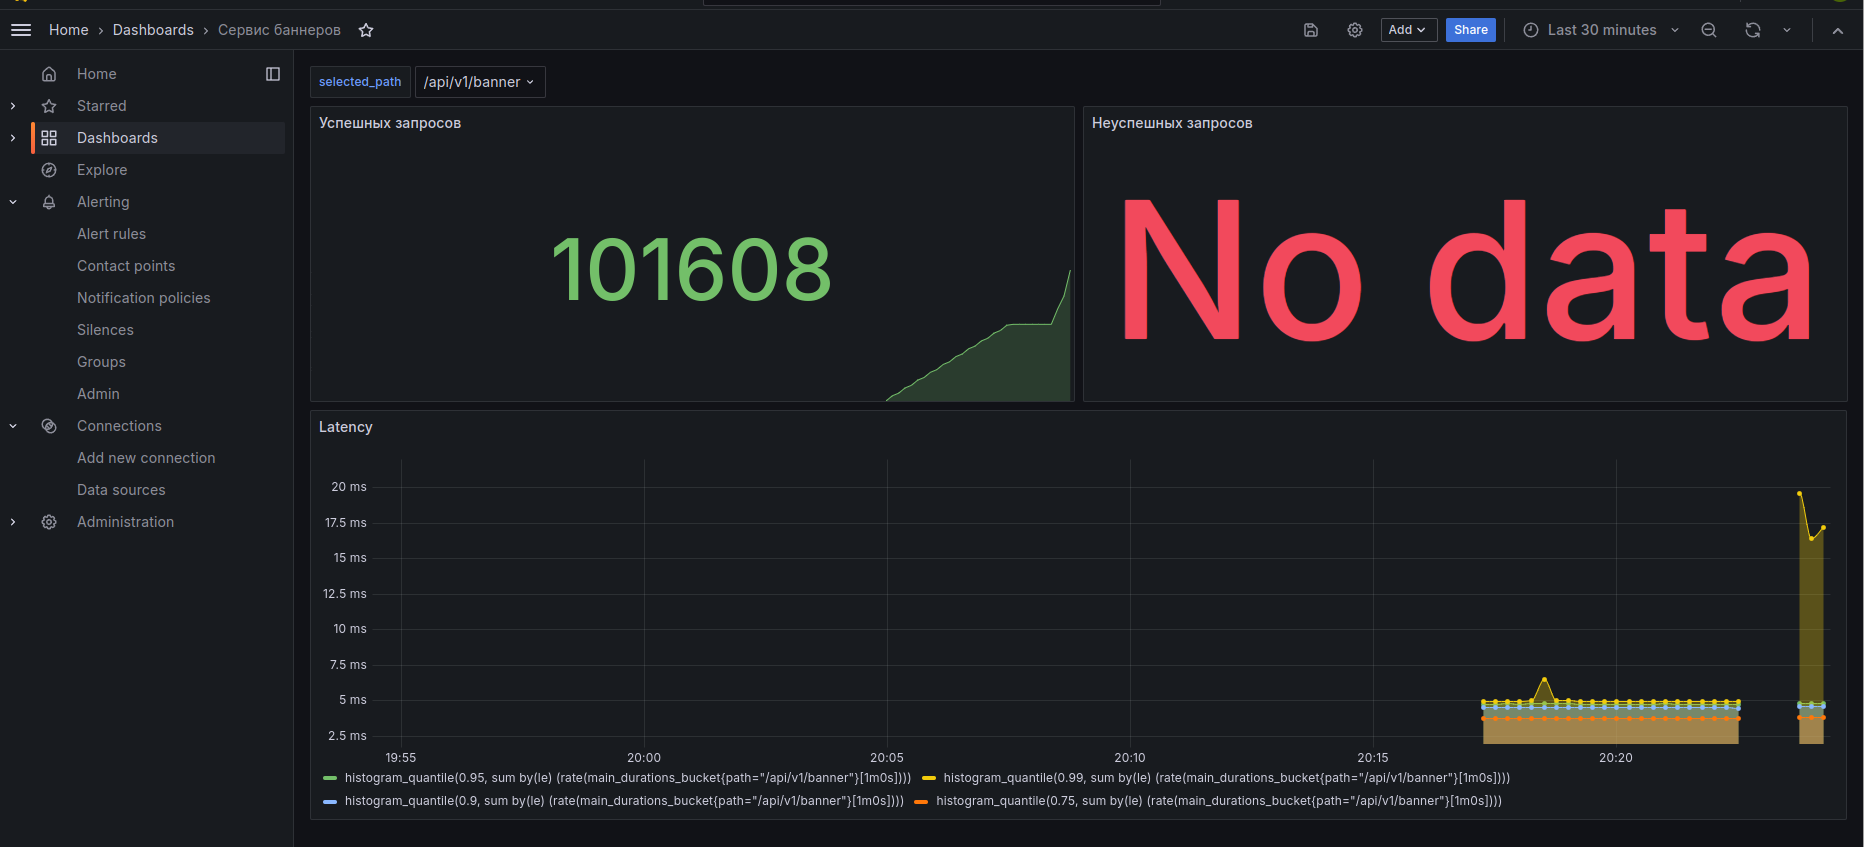 Home › Dashboards › Сервис баннеров
Add
Share
Last 30 minutes
Home
Starred
Dashboards
Explore
Alerting
Alert rules
Contact points
Notification policies
Silences
Groups
Admin
Connections
Add new connection
Data sources
Administration
selected_path /api/v1/banner
Успешных запросов
101608
Неуспешных запросов
No data
Latency
20 ms
17.5 ms
15 ms
12.5 ms
10 ms
7.5 ms
5 ms
2.5 ms
19:55 20:00 20:05 20:10 20:15 20:20
histogram_quantile(0.95, sum by(le) (rate(main_durations_bucket{path="/api/v1/banner"}[1m0s]))) histogram_quantile(0.99, sum by(le) (rate(main_durations_bucket{path="/api/v1/banner"}[1m0s])))
histogram_quantile(0.9, sum by(le) (rate(main_durations_bucket{path="/api/v1/banner"}[1m0s]))) histogram_quantile(0.75, sum by(le) (rate(main_durations_bucket{path="/api/v1/banner"}[1m0s])))